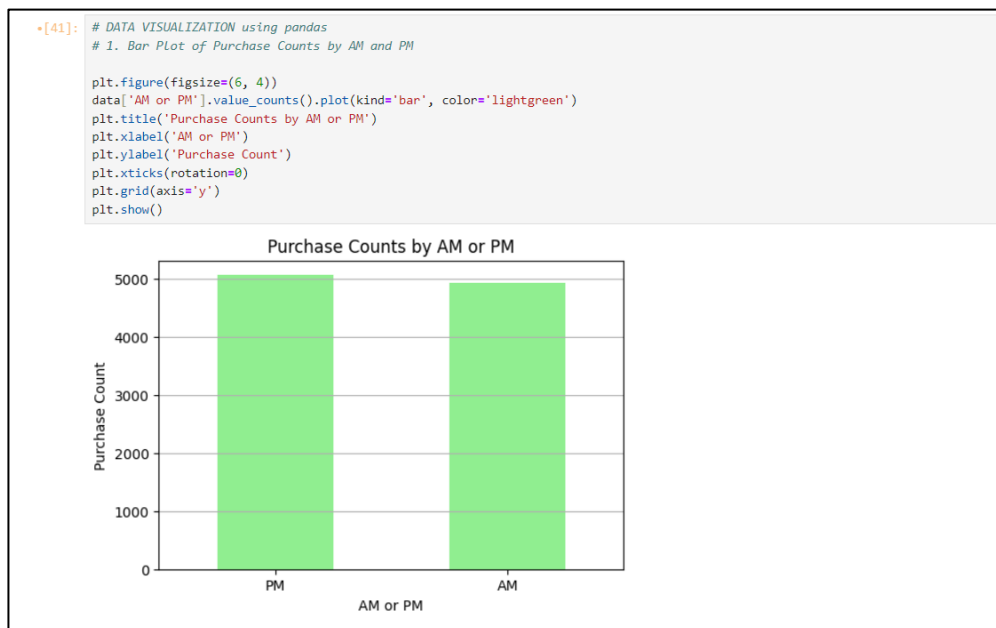 •[41]: # DATA VISUALIZATION using pandas
# 1. Bar Plot of Purchase Counts by AM and PM
plt.figure(figsize=(6, 4))
data['AM or PM'].value_counts().plot(kind='bar', color='lightgreen')
plt.title('Purchase Counts by AM or PM')
plt.xlabel('AM or PM')
plt.ylabel('Purchase Count')
plt.xticks(rotation=0)
plt.grid(axis='y')
plt.show()
Purchase Counts by AM or PM
Purchase Count
5000
4000
3000
2000
1000
0
PM AM
AM or PM